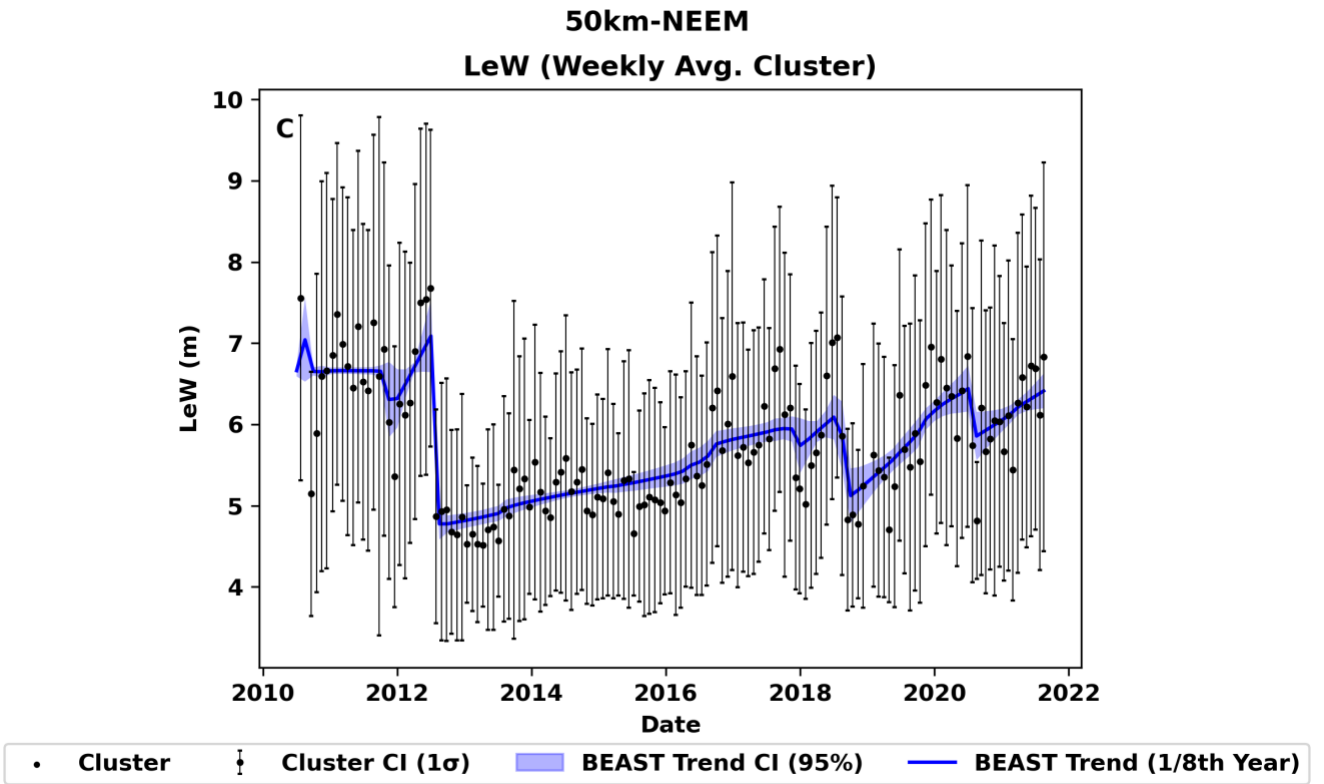 50km-NEEM
LeW (Weekly Avg. Cluster)
C
10
9
8
7
6
5
4
LeW (m)
2010 2012 2014 2016 2018 2020 2022
Date
Cluster Cluster CI (1σ) BEAST Trend CI (95%) BEAST Trend (1/8th Year)